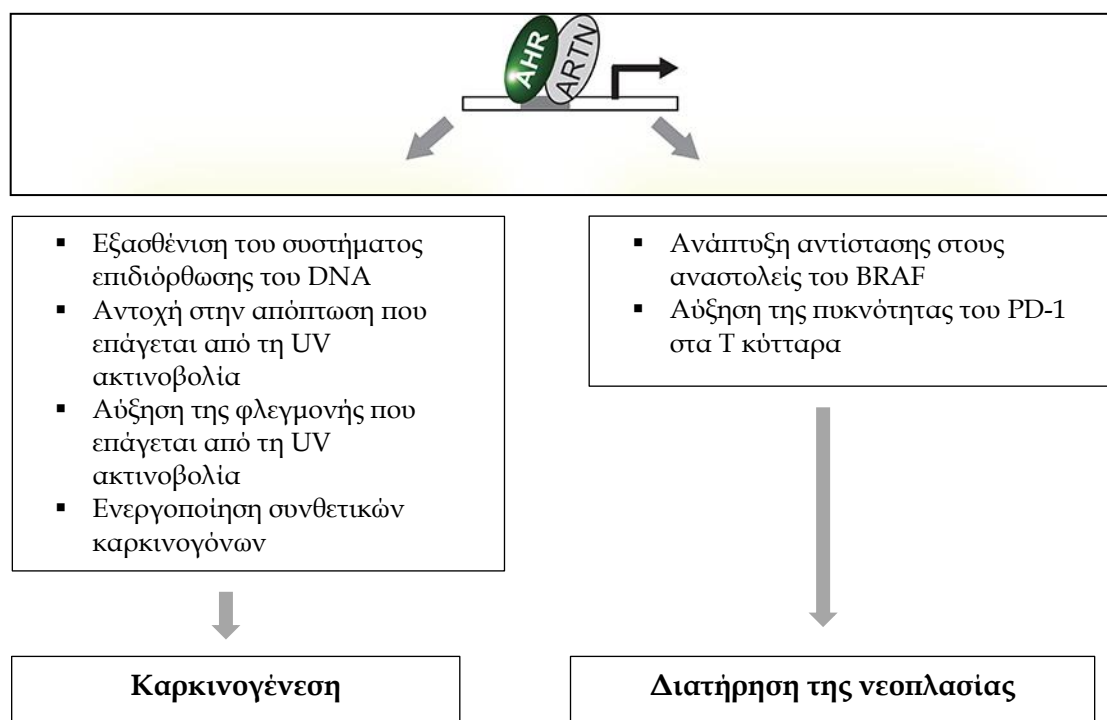 AHR
ARTN
▪ Εξασθένιση του συστήματος
επιδιόρθωσης του DNA
▪ Αντοχή στην απόπτωση που
επάγεται από τη UV
ακτινοβολία
▪ Αύξηση της φλεγμονής που
επάγεται από τη UV
ακτινοβολία
▪ Ενεργοποίηση συνθετικών
καρκινογόνων
▪ Ανάπτυξη αντίστασης στους
αναστολείς του BRAF
▪ Αύξηση της πυκνότητας του PD-1
στα Τ κύτταρα
Καρκινογένεση
Διατήρηση της νεοπλασίας